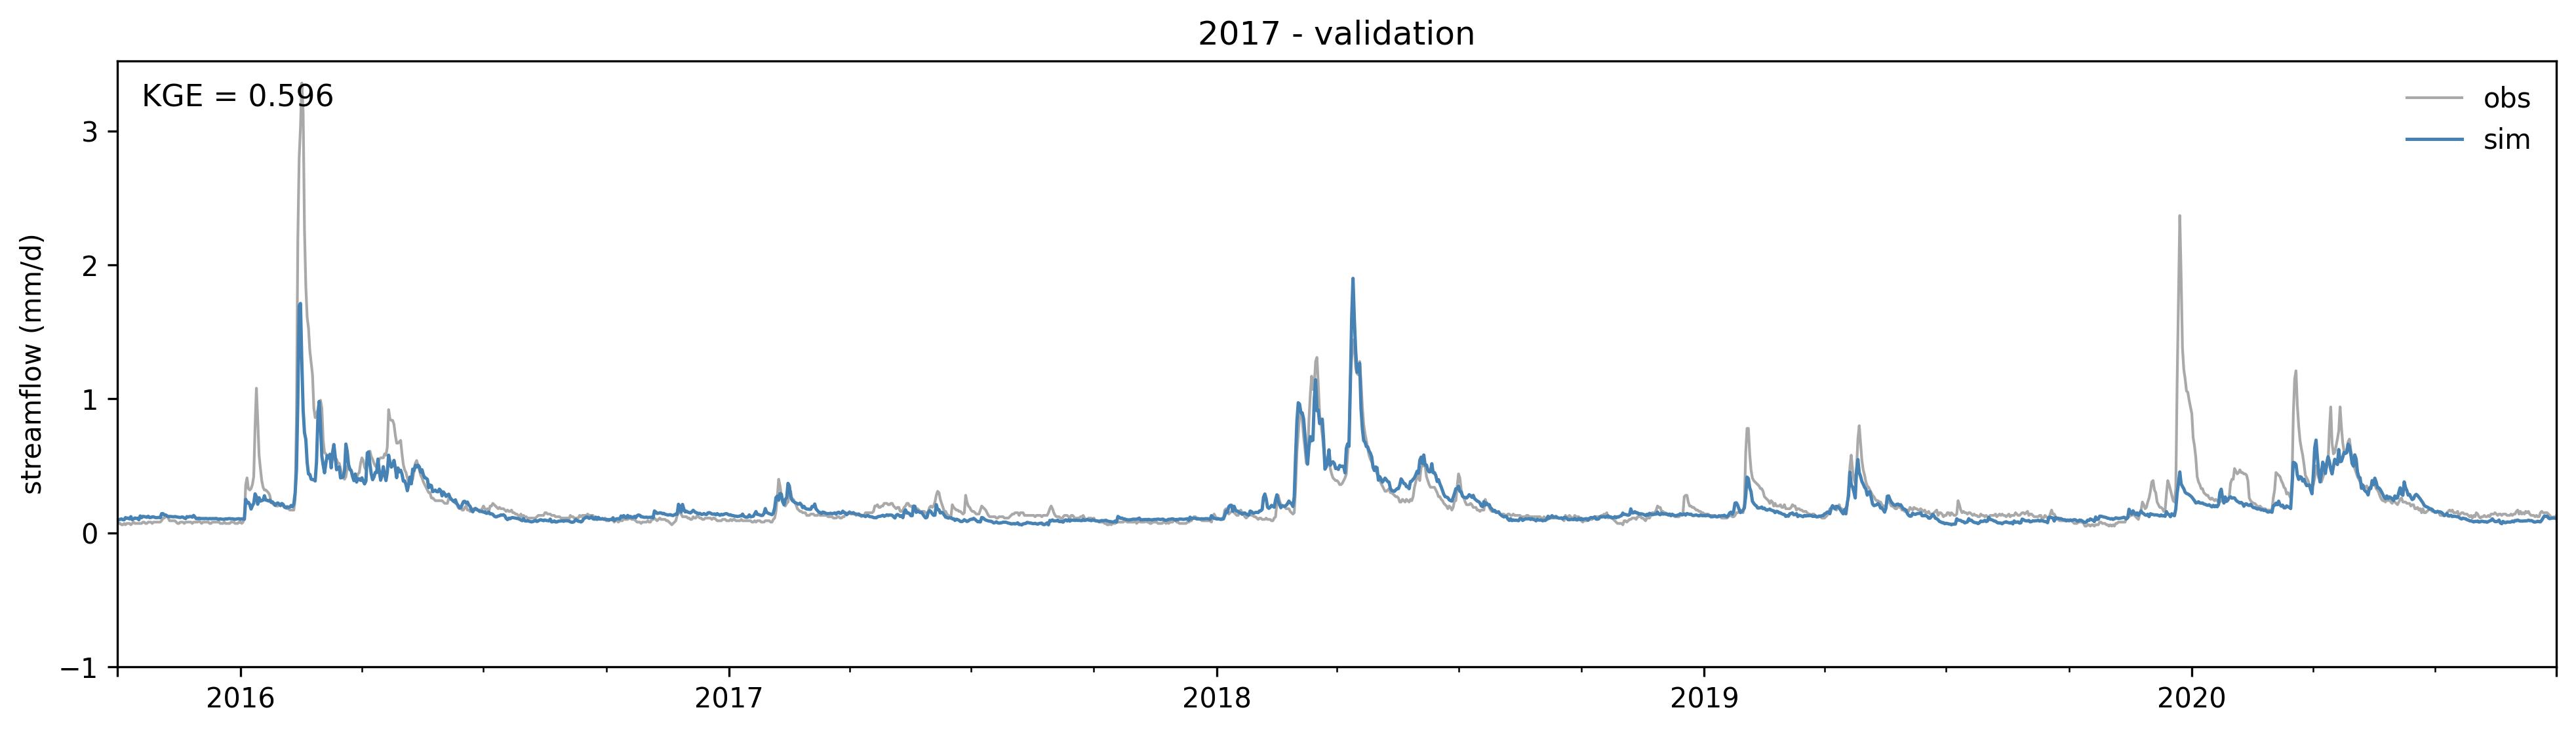 2017 - validation
KGE = 0.596
obs
sim
streamflow (mm/d)
3
2
1
0
−1
2016
2017
2018
2019
2020